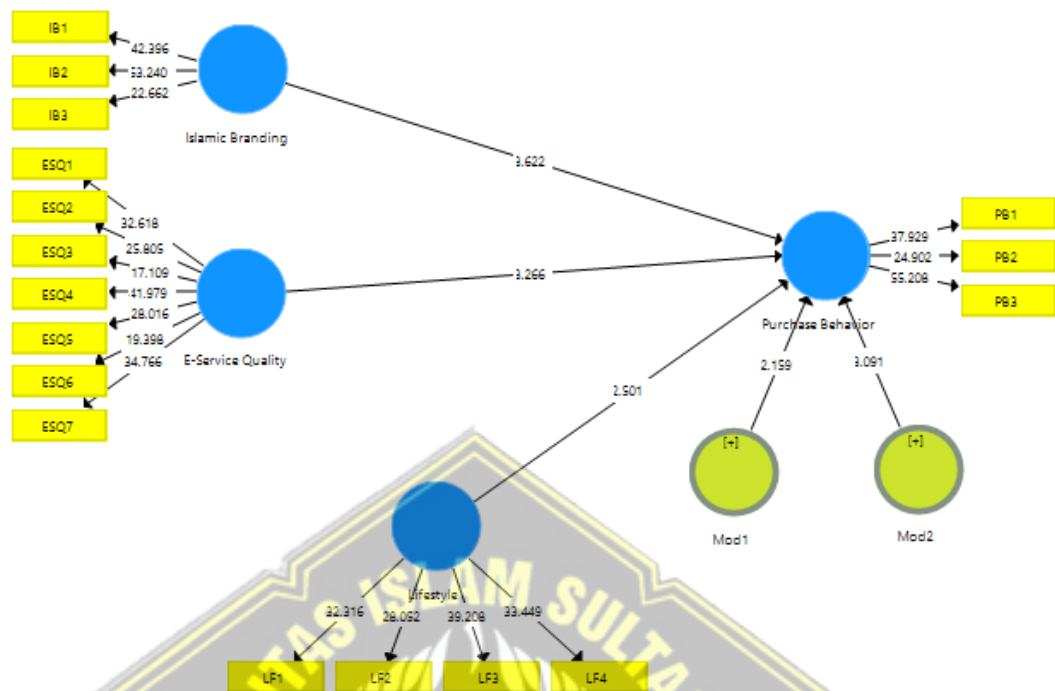 IB1
42.396
IB2
53.240
22.662
IB3
Islamic Branding
ESQ1
ESQ2
32.618
ESQ3
25.805
17.109
ESQ4
41.979
28.016
ESQ5
19.398
E-Service Quality
34.766
ESQ6
ESQ7
3.622
3.266
2.501
PB1
37.929
PB2
24.902
55.208
PB3
Purchase Behavior
2.159
3.091
[+]
[+]
Mod1
Mod2
Lifestyle
32.316
28.052
39.208
33.449
LF1
LF2
LF3
LF4
ISLAM